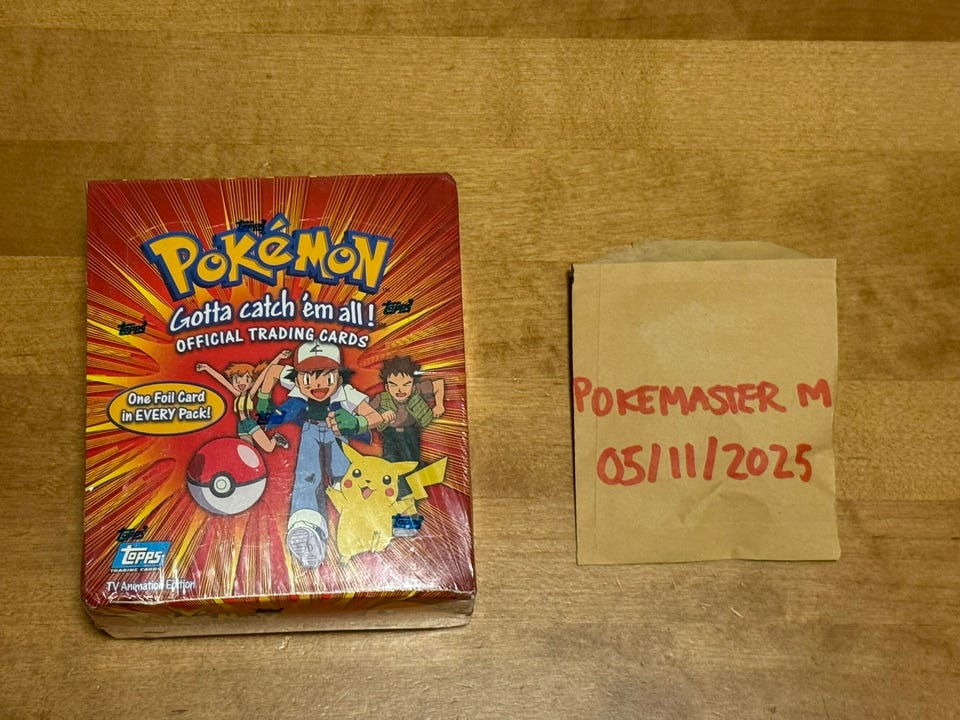 Topps
POKéMON
Gotta catch 'em all!
Topps
Topps
OFFICIAL TRADING CARDS
One Foil Card
in EVERY Pack!
Topps
Topps
Topps
Topps
TRADING CARDS
TV Animation Edition
POKEMASTER M
05/11/2025